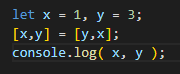 let x = 1, y = 3;
[x,y] = [y,x];
console.log( x, y );